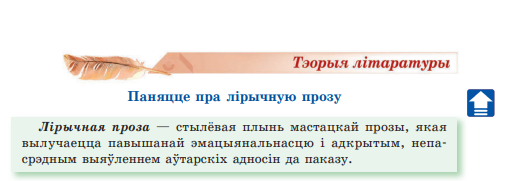 Тэорыя літаратуры
Паняцце пра лірычную прозу
Лірычная проза — стылёвая плынь мастацкай прозы, якая
вылучаецца павышанай эмацыянальнасцю і адкрытым, непа-
срэдным выяўленнем аўтарскіх адносін да паказу.